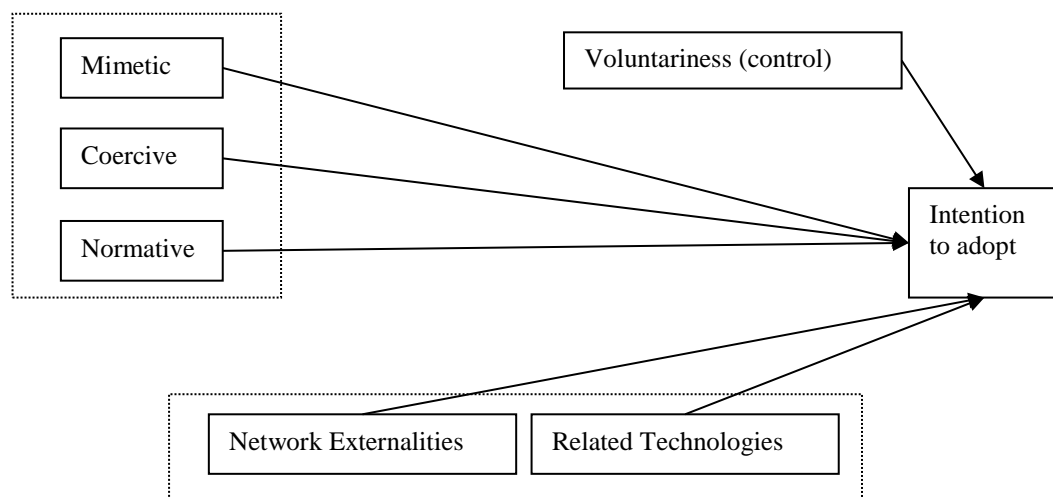 Mimetic
Voluntariness (control)
Coercive
Normative
Intention
to adopt
Network Externalities
Related Technologies